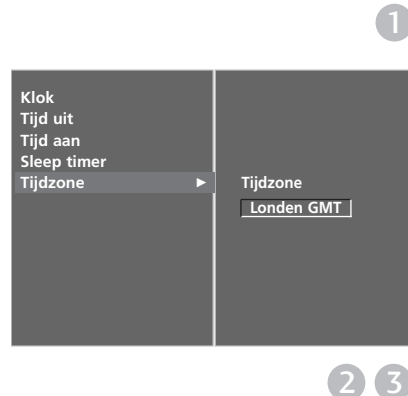 1
Klok
Tijd uit
Tijd aan
Sleep timer
Tijdzone ►
Tijdzone
Londen GMT
2 3